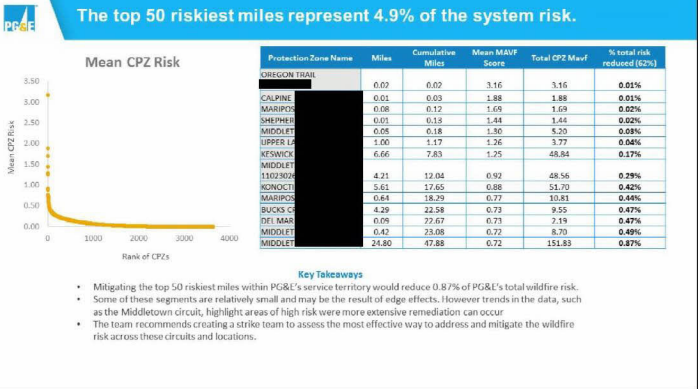 PG&E
The top 50 riskiest miles represent 4.9% of the system risk.
Mean CPZ Risk
3.50
3.00
2.50
2.00
1.50
1.00
0.50
0.00
Mean CPZ Risk
0 1000 2000 3000 4000
Rank of CPZs
Protection Zone Name Miles Cumulative Miles Mean MAVF Score Total CPZ Mavf % total risk reduced (62%)
OREGON TRAIL 0.02 0.02 3.16 3.16 0.01%
CALPINE 0.01 0.03 1.88 1.88 0.01%
MARIPOS 0.08 0.12 1.69 1.69 0.02%
SHEPHER 0.01 0.13 1.44 1.44 0.02%
MIDDLET 0.05 0.18 1.30 5.20 0.03%
UPPER LA 1.00 1.17 1.26 3.77 0.04%
KESWICK 6.66 7.83 1.25 48.84 0.17%
MIDDLET
1102302 4.21 12.04 0.92 48.56 0.29%
KONOCTI 5.61 17.65 0.88 51.70 0.42%
MARIPOS 0.64 18.29 0.77 10.81 0.44%
BUCKS CR 4.29 22.58 0.73 9.55 0.47%
DEL MAR 0.09 22.67 0.73 2.19 0.47%
MIDDLET 0.42 23.08 0.72 8.70 0.49%
MIDDLET 24.80 47.88 0.72 151.83 0.87%
Key Takeaways
• Mitigating the top 50 riskiest miles within PG&E's service territory would reduce 0.87% of PG&E's total wildfire risk.
• Some of these segments are relatively small and may be the result of edge effects. However trends in the data, such
as the Middletown circuit, highlight areas of high risk were more extensive remediation can occur
• The team recommends creating a strike team to assess the most effective way to address and mitigate the wildfire
risk across these circuits and locations.